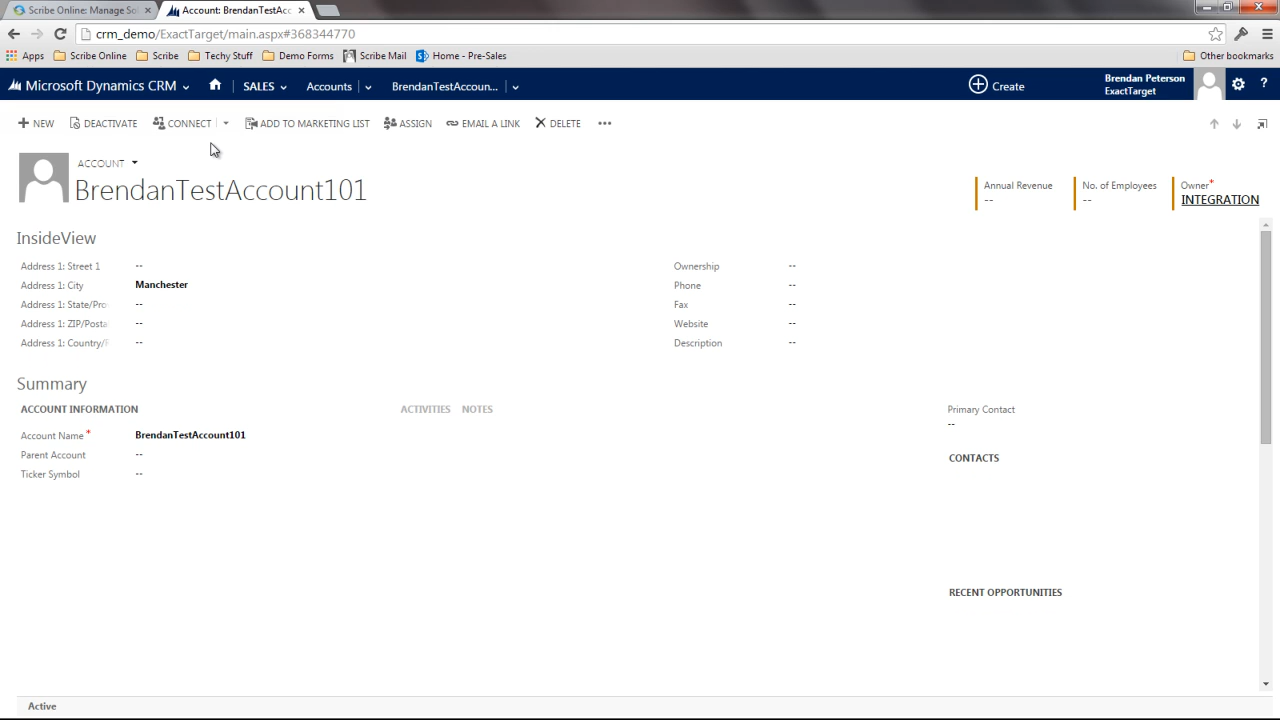 Scribe Online: Manage So
Account: BrendanTestAcc
crm_demo/ExactTarget/main.aspx#368344770
Apps Scribe Online Scribe Techy Stuff Demo Forms Scribe Mail Home - Pre-Sales Other bookmarks
Microsoft Dynamics CRM SALES Accounts BrendanTestAccoun... Create Brendan Peterson
ExactTarget
?
NEW DEACTIVATE CONNECT ADD TO MARKETING LIST ASSIGN EMAIL A LINK DELETE •••
ACCOUNT
BrendanTestAccount101
Annual Revenue No. of Employees Owner*
-- -- INTEGRATION
InsideView
Address 1: Street 1 -- Ownership --
Address 1: City Manchester Phone --
Address 1: State/Pro -- Fax --
Address 1: ZIP/Posta -- Website --
Address 1: Country/ -- Description --
Summary
ACCOUNT INFORMATION ACTIVITIES NOTES Primary Contact
--
Account Name* BrendanTestAccount101
Parent Account -- CONTACTS
Ticker Symbol --
RECENT OPPORTUNITIES
Active